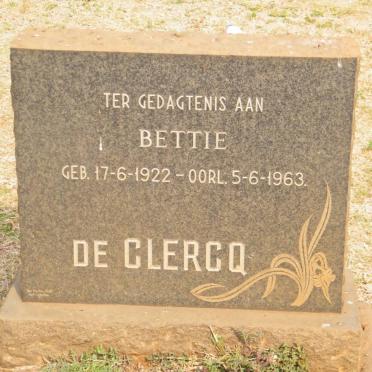 TER GEDAGTENIS AAN
BETTIE
GEB. 17-6-1922 - OORL. 5-6-1963.
DE CLERCQ